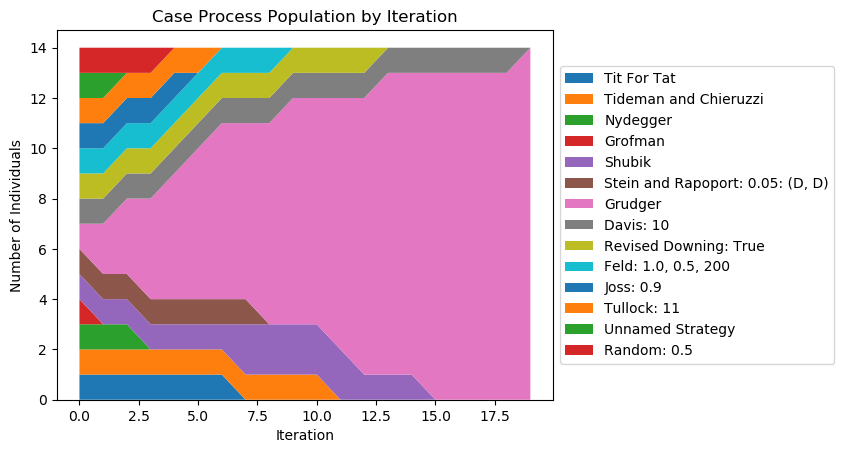 Case Process Population by Iteration
Number of Individuals
14
12
10
8
6
4
2
0
0.0 2.5 5.0 7.5 10.0 12.5 15.0 17.5
Iteration
Tit For Tat
Tideman and Chieruzzi
Nydegger
Grofman
Shubik
Stein and Rapoport: 0.05: (D, D)
Grudger
Davis: 10
Revised Downing: True
Feld: 1.0, 0.5, 200
Joss: 0.9
Tullock: 11
Unnamed Strategy
Random: 0.5